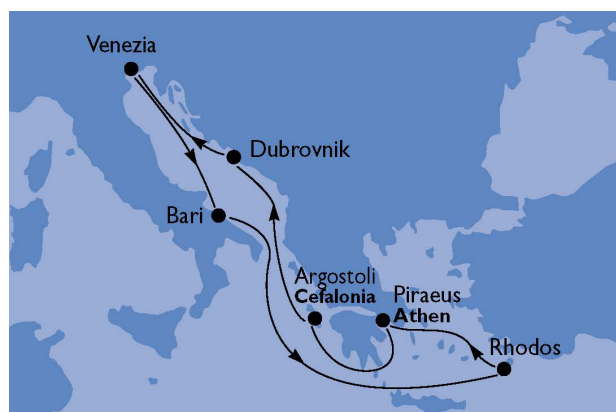 Venezia
Dubrovnik
Bari
Argostoli
Cefalonia
Piraeus
Athen
Rhodos